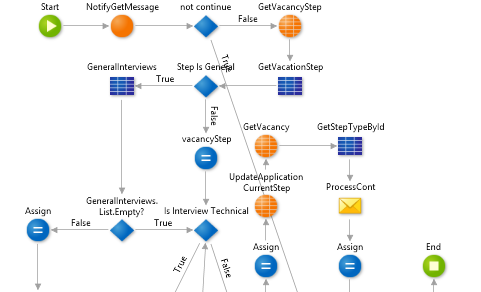 Start
NotifyGetMessage
not continue
False
GetVacancyStep
True
GeneralInterviews
True
Step Is General
GetVacationStep
False
vacancyStep
GetVacancy
GetStepTypeById
UpdateApplication
CurrentStep
ProcessCont
GeneralInterviews.
List.Empty?
Assign
False
True
Is Interview Technical
True
False
Assign
Assign
End